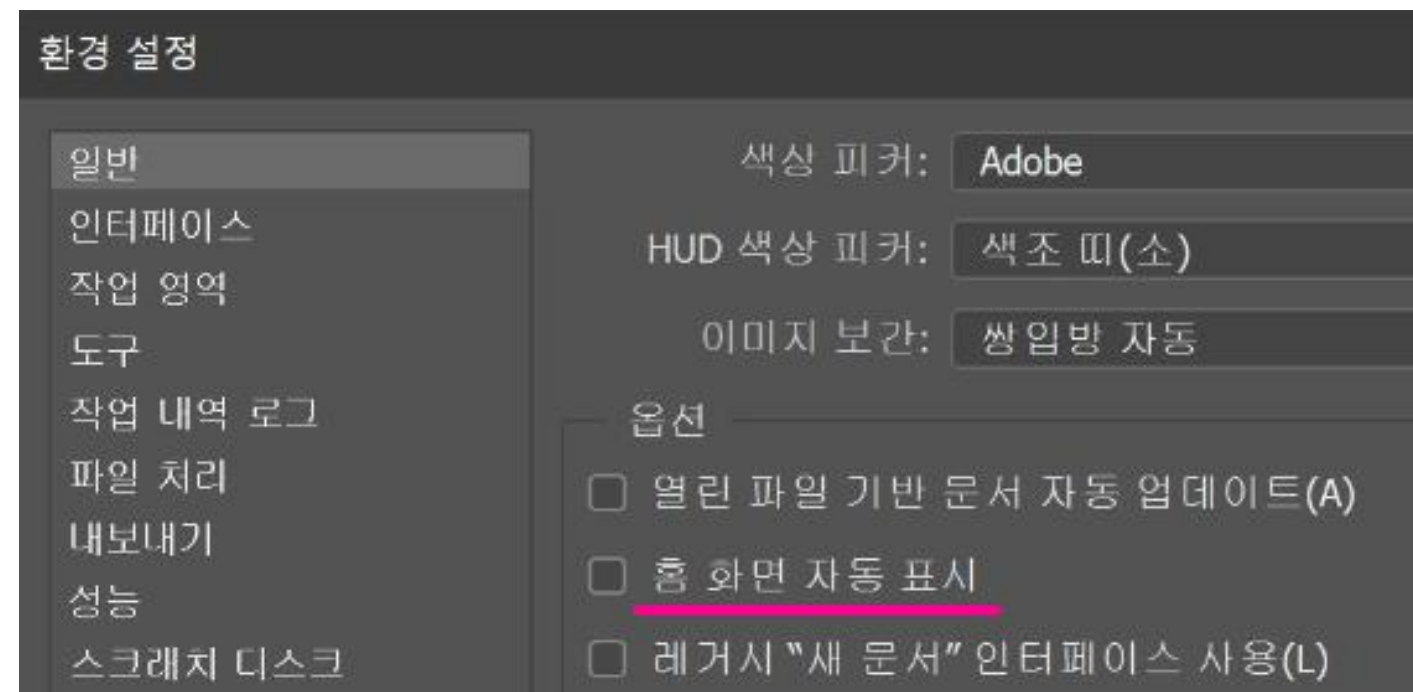 환경 설정
일반
인터페이스
작업 영역
도구
작업 내역 로그
파일 처리
내보내기
성능
스크래치 디스크
색상 피커: Adobe
HUD 색상 피커: 색조 띠(소)
이미지 보간: 쌍입방 자동
옵션
열린 파일 기반 문서 자동 업데이트(A)
홈 화면 자동 표시
레거시 “새 문서” 인터페이스 사용(L)